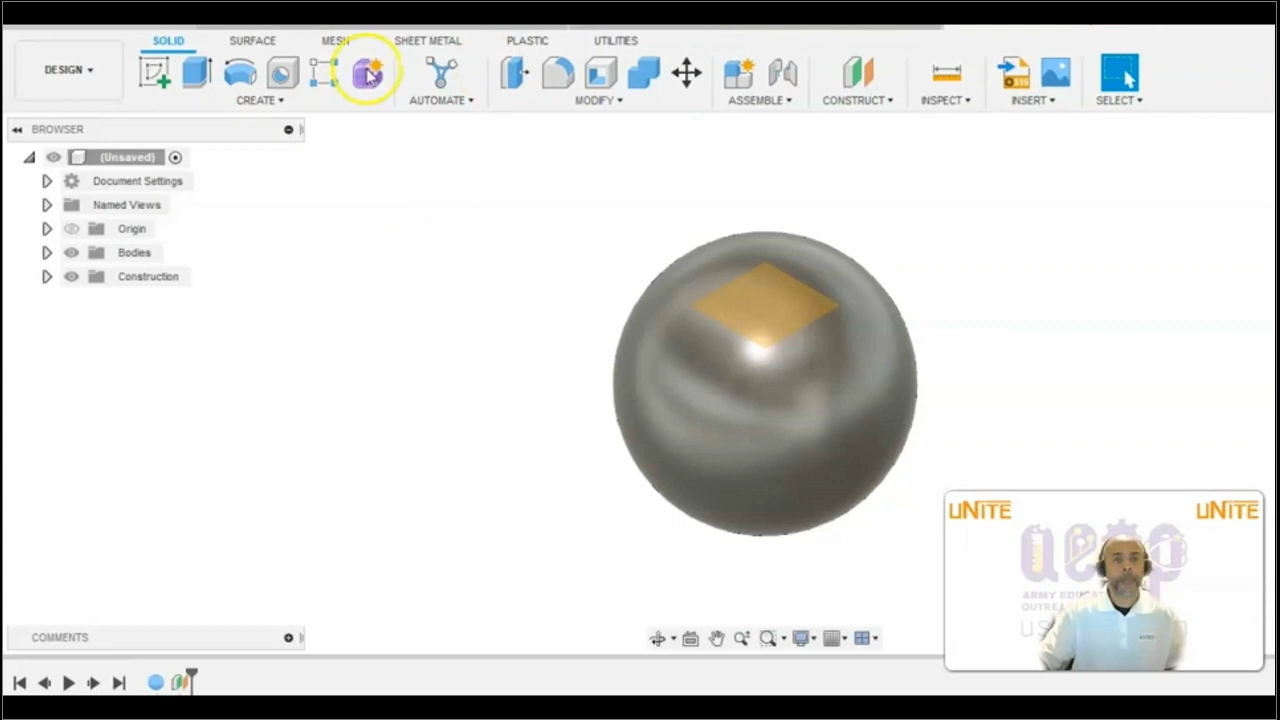 SOLID SURFACE MESH SHEET METAL PLASTIC UTILITIES
DESIGN
CREATE AUTOMATE MODIFY ASSEMBLE CONSTRUCT INSPECT INSERT SELECT
BROWSER
(Unsaved)
Document Settings
Named Views
Origin
Bodies
Construction
UNITE UNITE
ARMY
COMMENTS